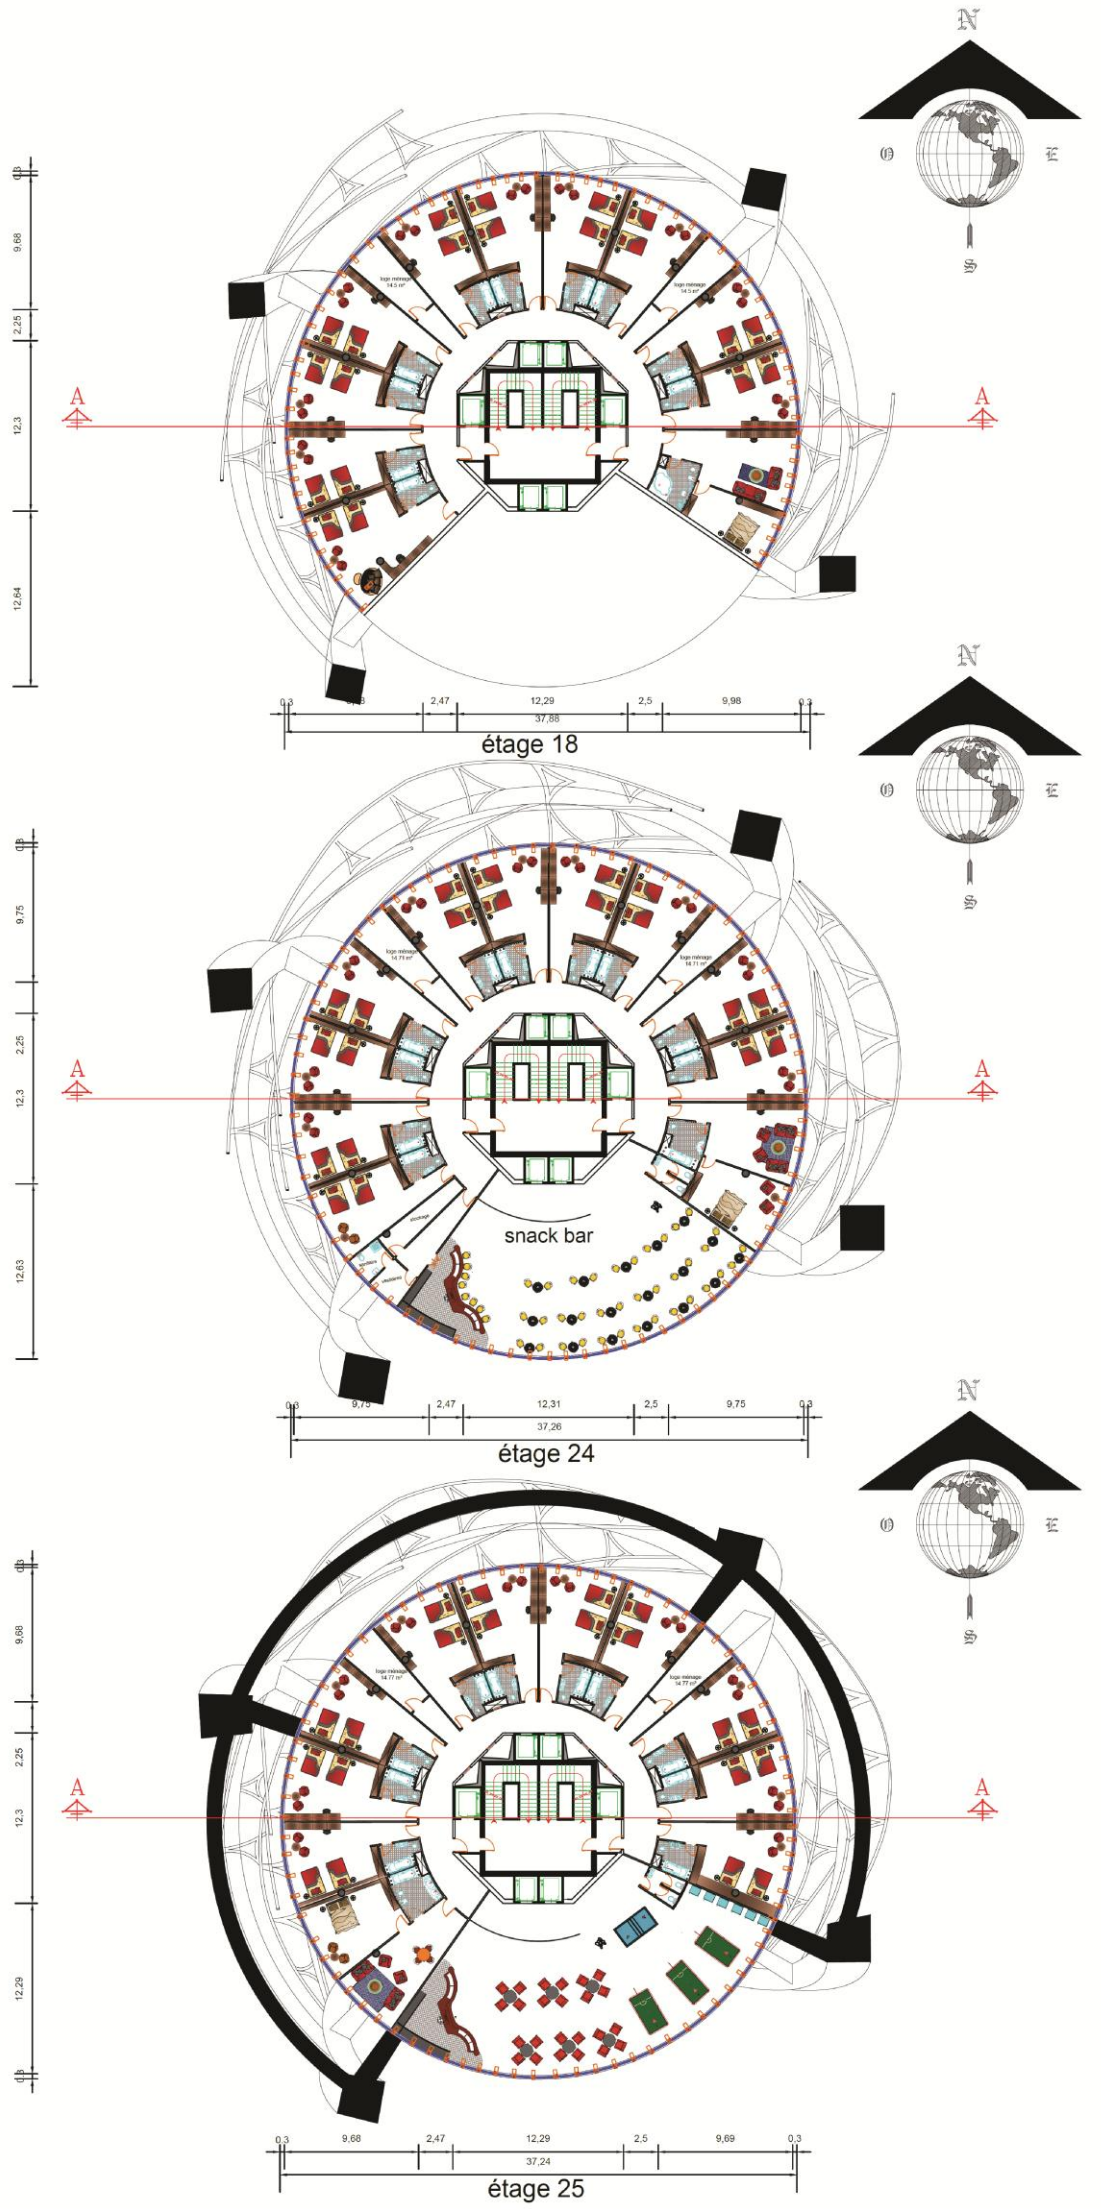 N
O E
S
0,3
9,68
2,25
12,3
12,64
loge ménage
14.5 m²
loge ménage
14.5 m²
A A
0,3 2,47 12,29 2,5 9,98 0,3
37,88
étage 18
N
O E
S
0,3
9,75
2,25
12,3
12,63
loge ménage
14.71 m²
loge ménage
14.71 m²
A A
stockage
sanitaire
vestiaires
snack bar
0,3 9,75 2,47 12,31 2,5 9,75 0,3
37,26
étage 24
N
O E
S
0,3
9,68
2,25
12,3
12,29
0,3
loge ménage
14.77 m²
loge ménage
14.77 m²
A A
0,3 9,68 2,47 12,29 2,5 9,69 0,3
37,24
étage 25